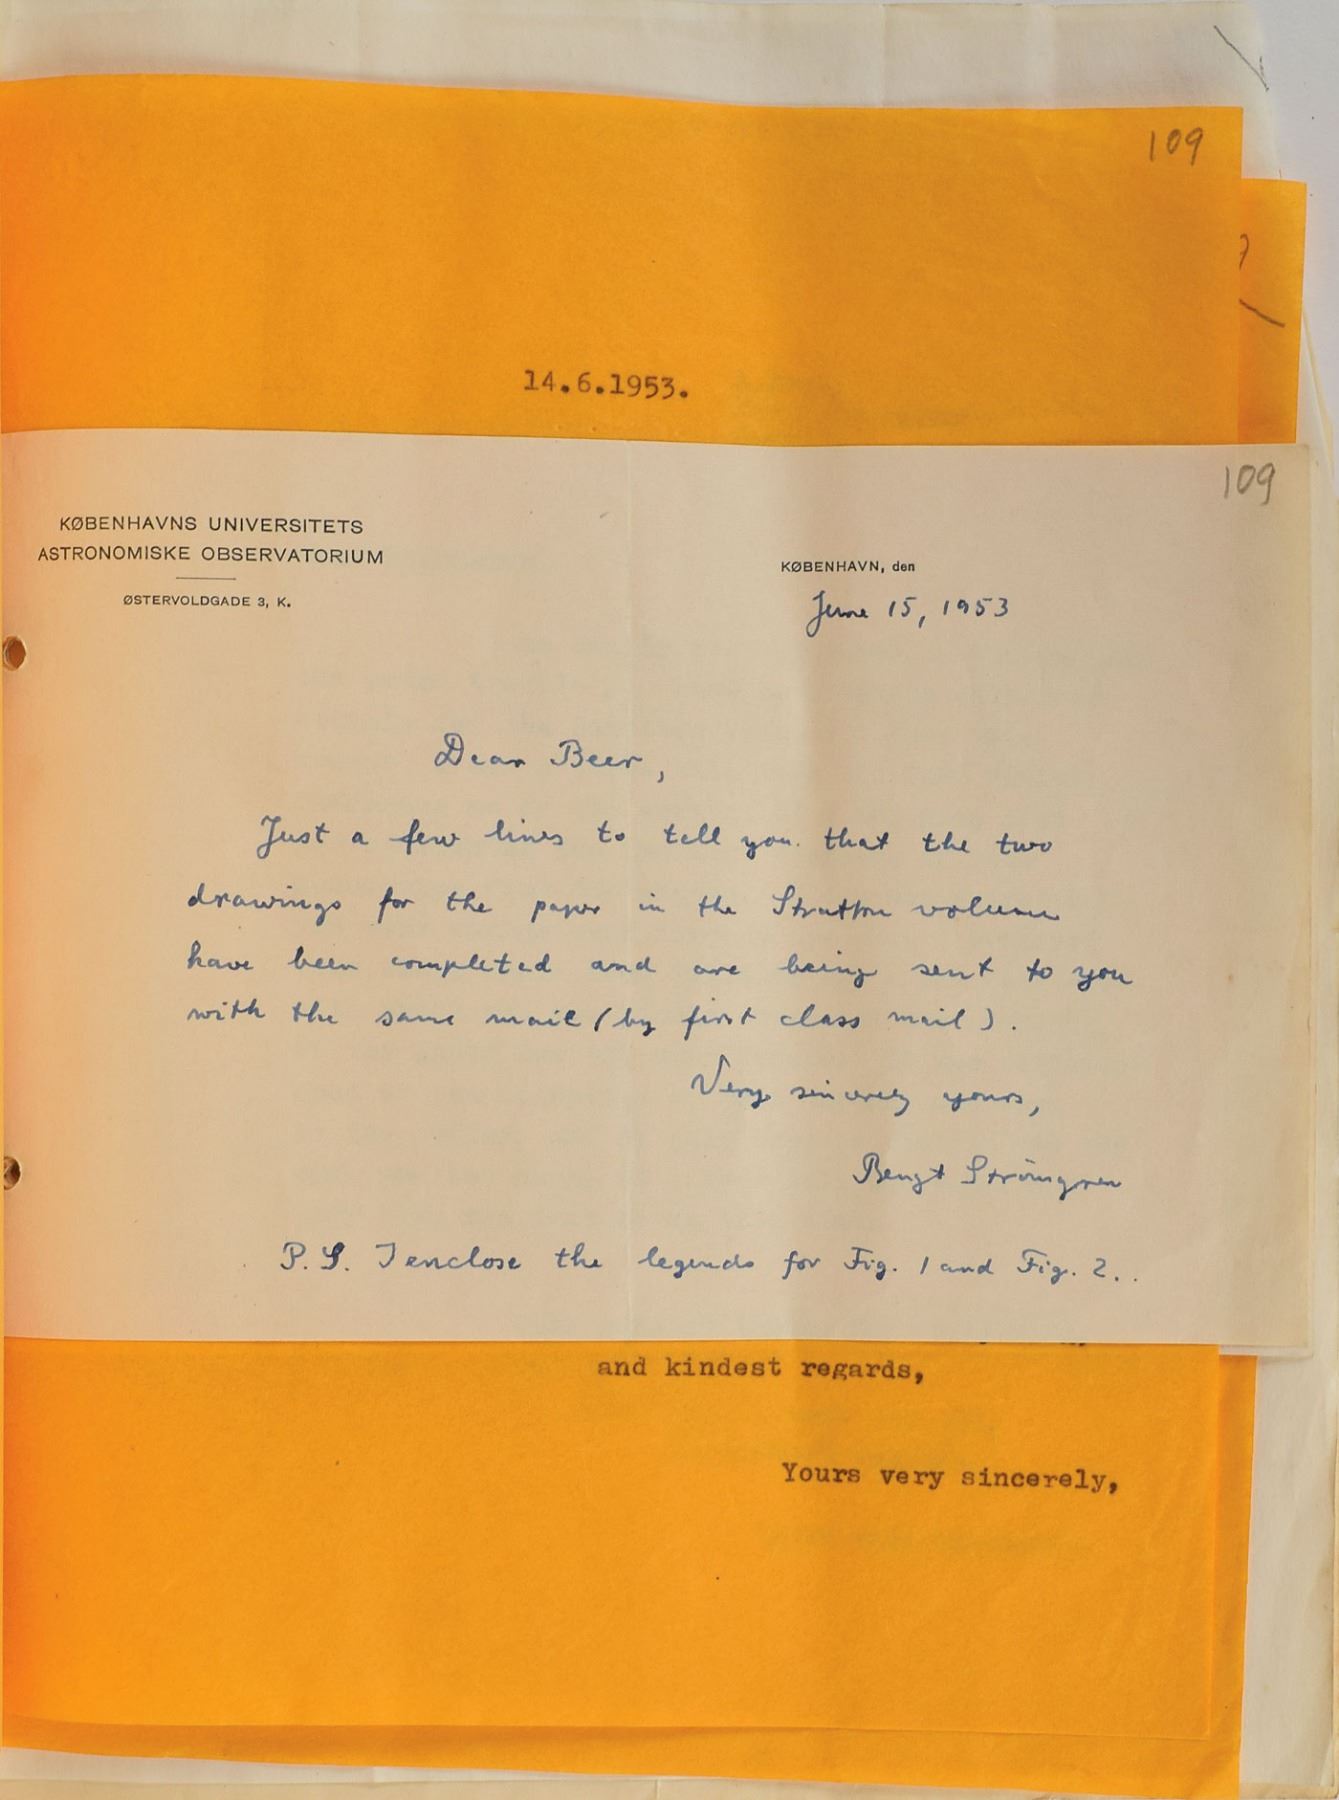 109
14.6.1953.
109
KØBENHAVNS UNIVERSITETS
ASTRONOMISKE OBSERVATORIUM
ØSTERVOLDGADE 3, K.
KØBENHAVN, den
June 15, 1953
Dear Beer,
Just a few lines to tell you that the two
drawings for the paper in the Stratton volume
have been completed and are being sent to you
with the same mail (by first class mail).
Very sincerely yours,
Bengt Strömgren
P.S. I enclose the legends for Fig. 1 and Fig. 2..
and kindest regards,
Yours very sincerely,